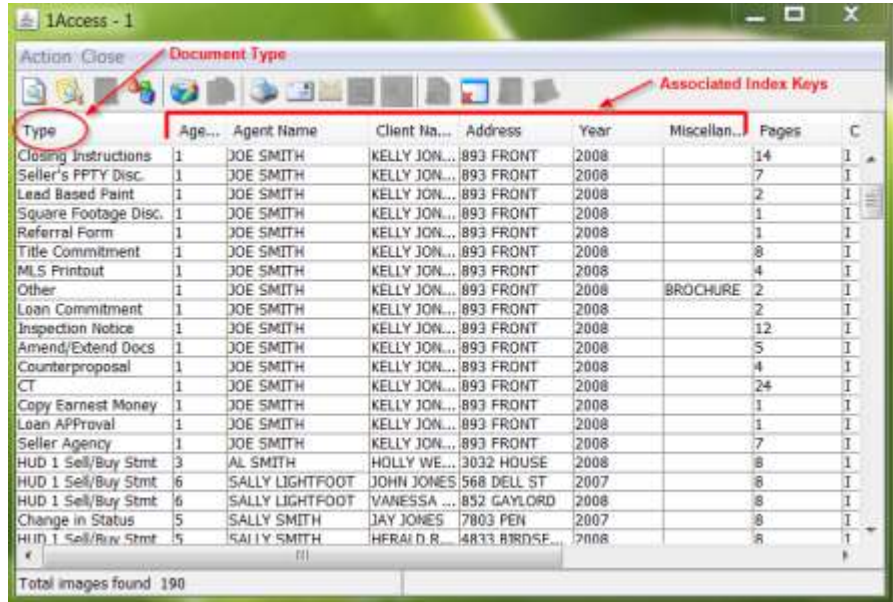 1Access - 1
Action Close
Document Type
Associated Index Keys
Type Age... Agent Name Client Na... Address Year Miscellan... Pages C
Closing Instructions 1 JOE SMITH KELLY JON... 893 FRONT 2008 14 I
Seller's PPTY Disc. 1 JOE SMITH KELLY JON... 893 FRONT 2008 7 I
Lead Based Paint 1 JOE SMITH KELLY JON... 893 FRONT 2008 2 I
Square Footage Disc. 1 JOE SMITH KELLY JON... 893 FRONT 2008 1 I
Referral Form 1 JOE SMITH KELLY JON... 893 FRONT 2008 1 I
Title Commitment 1 JOE SMITH KELLY JON... 893 FRONT 2008 8 I
MLS Printout 1 JOE SMITH KELLY JON... 893 FRONT 2008 4 I
Other 1 JOE SMITH KELLY JON... 893 FRONT 2008 BROCHURE 2 I
Loan Commitment 1 JOE SMITH KELLY JON... 893 FRONT 2008 2 I
Inspection Notice 1 JOE SMITH KELLY JON... 893 FRONT 2008 12 I
Amend/Extend Docs 1 JOE SMITH KELLY JON... 893 FRONT 2008 5 I
Counterproposal 1 JOE SMITH KELLY JON... 893 FRONT 2008 4 I
CT 1 JOE SMITH KELLY JON... 893 FRONT 2008 24 I
Copy Earnest Money 1 JOE SMITH KELLY JON... 893 FRONT 2008 1 I
Loan APProval 1 JOE SMITH KELLY JON... 893 FRONT 2008 1 I
Seller Agency 1 JOE SMITH KELLY JON... 893 FRONT 2008 7 I
HUD 1 Sell/Buy Stmt 3 AL SMITH HOLLY WE... 3032 HOUSE 2008 8 I
HUD 1 Sell/Buy Stmt 6 SALLY LIGHTFOOT JOHN JONES 568 DELL ST 2007 8 I
HUD 1 Sell/Buy Stmt 6 SALLY LIGHTFOOT VANESSA ... 852 GAYLORD 2008 8 I
Change in Status 5 SALLY SMITH JAY JONES 7803 PEN 2007 8 I
HUD 1 Sell/Buy Stmt 5 SALLY SMITH HERALD R... 4833 BIRDSE... 2008 8 I
Total images found 190